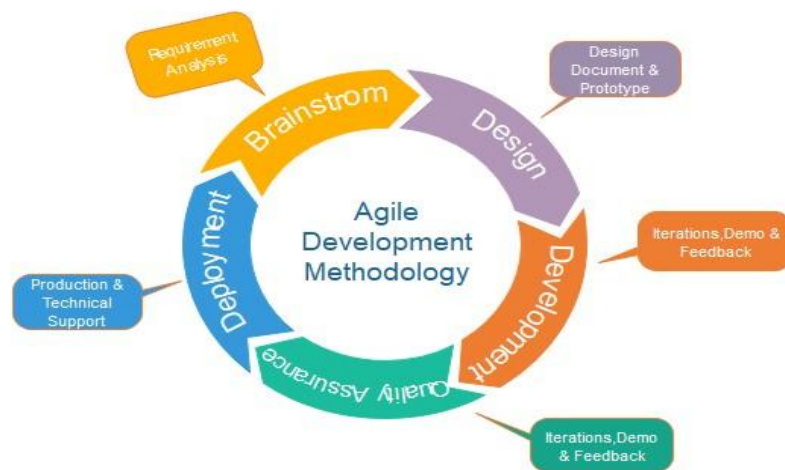 Requirement
Analysis
Brainstrom
Design
Document &
Prototype
Design
Agile
Development
Methodology
Iterations,Demo &
Feedback
Development
Deployment
Production &
Technical
Support
Quality Assurance
Iterations,Demo
& Feedback